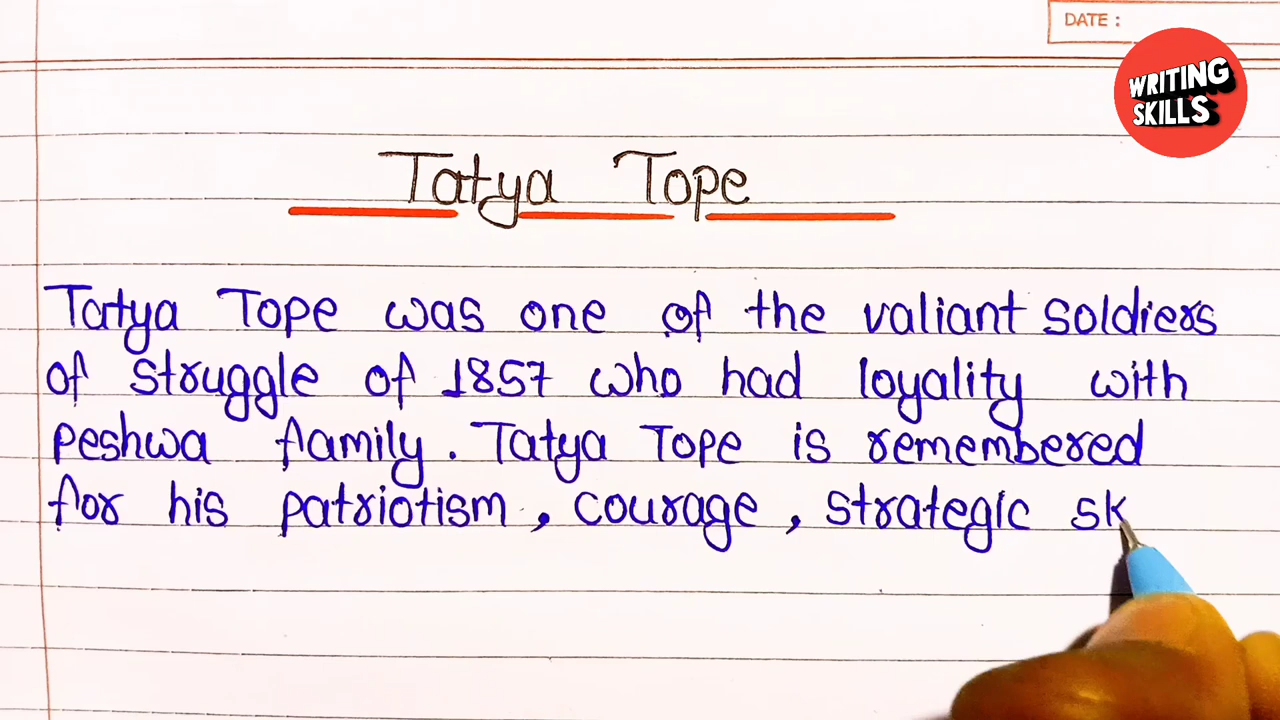 DATE :
WRITING
SKILLS
Tatya Tope
Tatya Tope was one of the valiant soldiers
of struggle of 1857 who had loyality with
Peshwa family. Tatya Tope is remembered
for his patriotism, courage, strategic sk